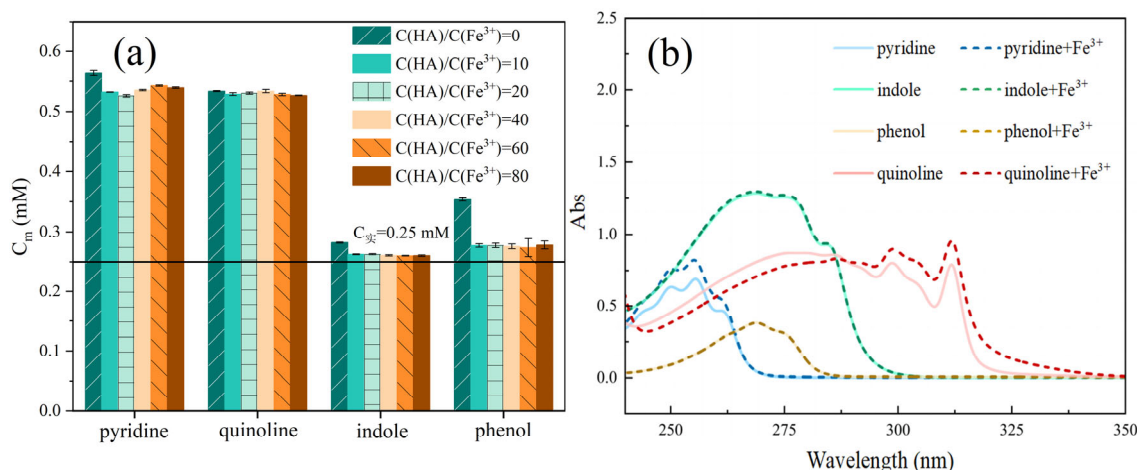 (a)
C(HA)/C(Fe³⁺)=0
C(HA)/C(Fe³⁺)=10
C(HA)/C(Fe³⁺)=20
C(HA)/C(Fe³⁺)=40
C(HA)/C(Fe³⁺)=60
C(HA)/C(Fe³⁺)=80
C实=0.25 mM
Cm (mM)
0.6
0.5
0.4
0.3
0.2
0.1
0.0
pyridine quinoline indole phenol
(b)
pyridine pyridine+Fe³⁺
indole indole+Fe³⁺
phenol phenol+Fe³⁺
quinoline quinoline+Fe³⁺
Abs
2.5
2.0
1.5
1.0
0.5
0.0
250 275 300 325 350
Wavelength (nm)